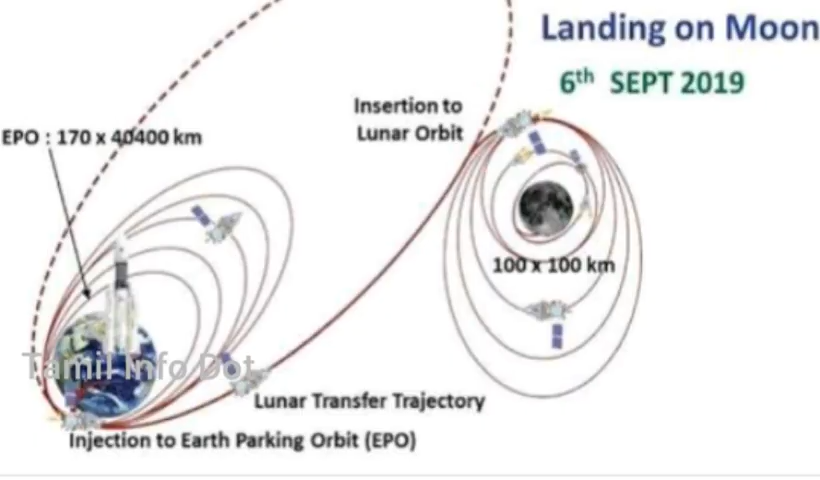 Landing on Moon
6th SEPT 2019
Insertion to
Lunar Orbit
EPO : 170 x 40400 km
100 x 100 km
Tamil Info Dot
Lunar Transfer Trajectory
Injection to Earth Parking Orbit (EPO)